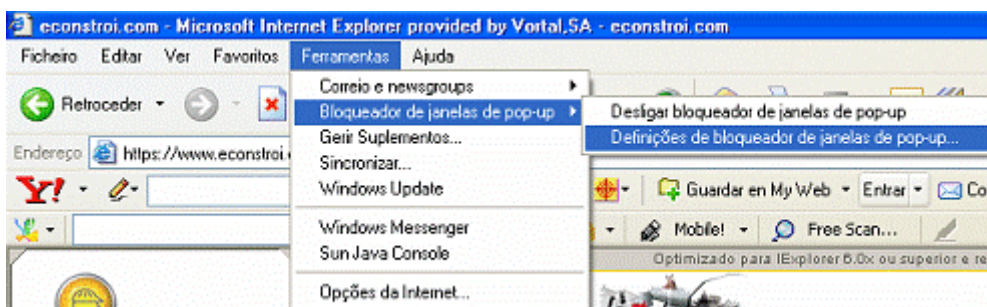 econstroi.com - Microsoft Internet Explorer provided by Vortal,SA - econstroi.com
Ficheiro Editar Ver Favoritos Ferramentas Ajuda
Correio e newsgroups
Retroceder
Bloqueador de janelas de pop-up
Desligar bloqueador de janelas de pop-up
Gerir Suplementos...
Definições de bloqueador de janelas de pop-up...
Endereço https://www.econstroi.
Sincronizar...
Y! Windows Update Guardar en My Web Entrar Co
Windows Messenger Mobile! Free Scan...
Sun Java Console
Optimizado para IExplorer 6.0x ou superior e re
Opções da Internet...